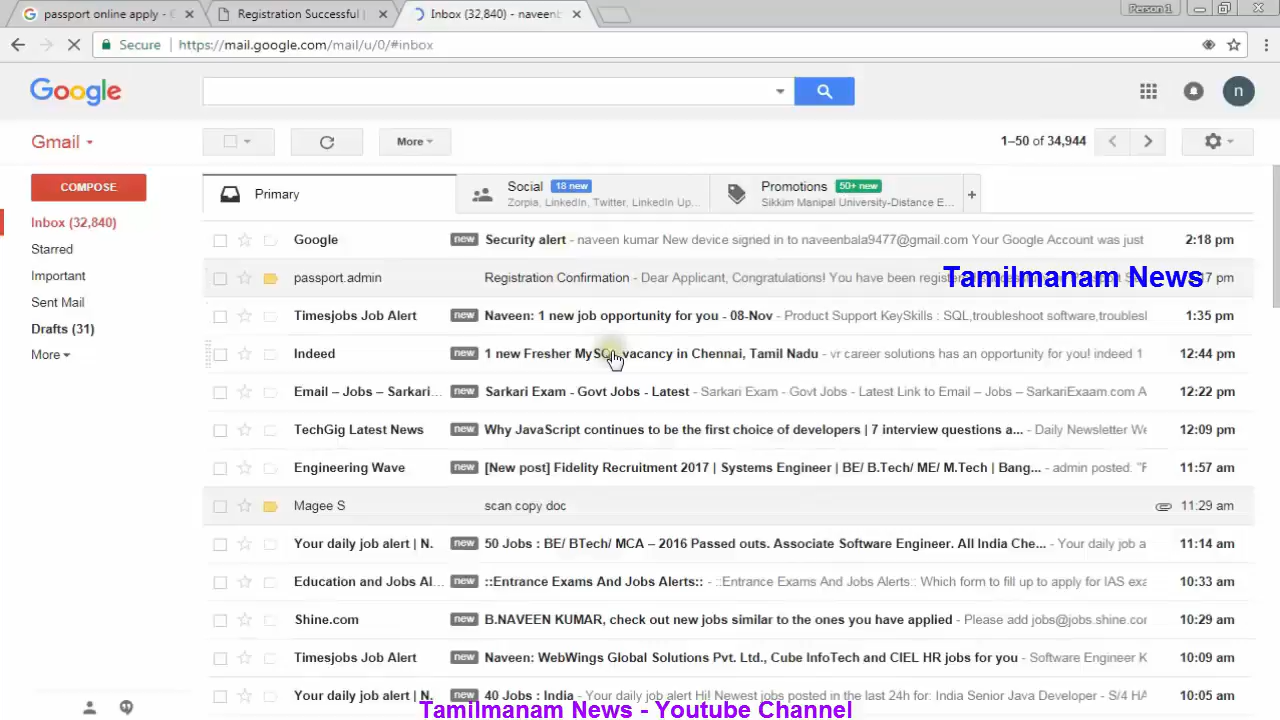 passport online apply - G
Registration Successful |
Inbox (32,840) - naveenb
Person 1
Secure
https://mail.google.com/mail/u/0/#inbox
Google
n
Gmail
More
1–50 of 34,944
COMPOSE
Primary
Social 18 new
Zorpia, LinkedIn, Twitter, LinkedIn Up...
Promotions 50+ new
Sikkim Manipal University-Distance E...
+
Inbox (32,840)
Starred
Important
Sent Mail
Drafts (31)
More
Google new Security alert - naveen kumar New device signed in to naveenbala9477@gmail.com Your Google Account was just 2:18 pm
passport.admin Registration Confirmation - Dear Applicant, Congratulations! You have been regist 17 pm
Tamilmanam News
Timesjobs Job Alert new Naveen: 1 new job opportunity for you - 08-Nov - Product Support KeySkills : SQL,troubleshoot software,troublesl 1:35 pm
Indeed new 1 new Fresher MySQL vacancy in Chennai, Tamil Nadu - vr career solutions has an opportunity for you! indeed 1 12:44 pm
Email – Jobs – Sarkari... new Sarkari Exam - Govt Jobs - Latest - Sarkari Exam - Govt Jobs - Latest Link to Email – Jobs – SarkariExaam.com A 12:22 pm
TechGig Latest News new Why JavaScript continues to be the first choice of developers | 7 interview questions a... - Daily Newsletter We 12:09 pm
Engineering Wave new [New post] Fidelity Recruitment 2017 | Systems Engineer | BE/ B.Tech/ ME/ M.Tech | Bang... - admin posted: "F 11:57 am
Magee S scan copy doc 11:29 am
Your daily job alert | N. new 50 Jobs : BE/ BTech/ MCA – 2016 Passed outs. Associate Software Engineer. All India Che... - Your daily job a 11:14 am
Education and Jobs Al... new ::Entrance Exams And Jobs Alerts:: - ::Entrance Exams And Jobs Alerts:: Which form to fill up to apply for IAS exa 10:33 am
Shine.com new B.NAVEEN KUMAR, check out new jobs similar to the ones you have applied - Please add jobs@jobs.shine.cor 10:29 am
Timesjobs Job Alert new Naveen: WebWings Global Solutions Pvt. Ltd., Cube InfoTech and CIEL HR jobs for you - Software Engineer K 10:09 am
Your daily job alert | N. new 40 Jobs : India - Your daily job alert Hi! Newest jobs posted in the last 24h for: India Senior Java Developer - S/4 HA 10:05 am
Tamilmanam News - Youtube Channel